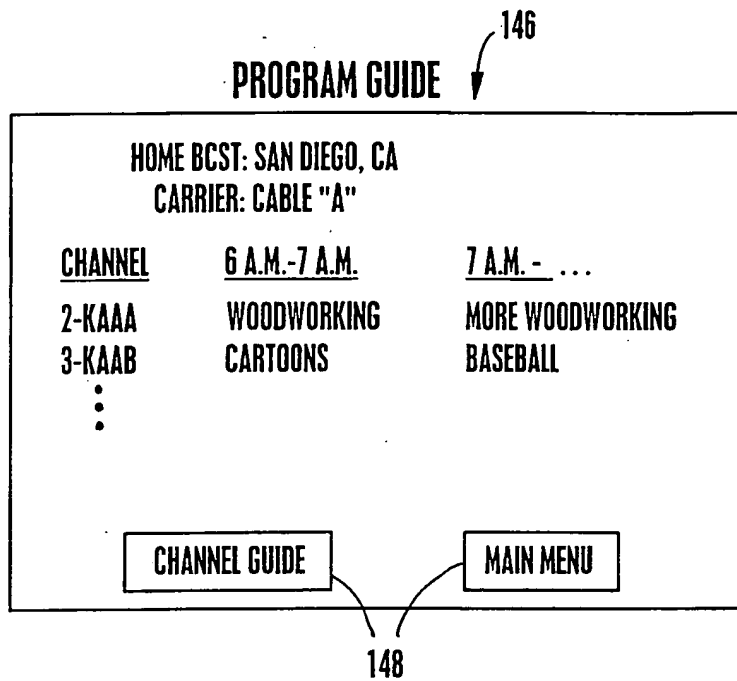 146
PROGRAM GUIDE
HOME BCST: SAN DIEGO, CA
CARRIER: CABLE "A"
CHANNEL 6 A.M.-7 A.M. 7 A.M. - ...
2-KAAA WOODWORKING MORE WOODWORKING
3-KAAB CARTOONS BASEBALL
CHANNEL GUIDE MAIN MENU
148